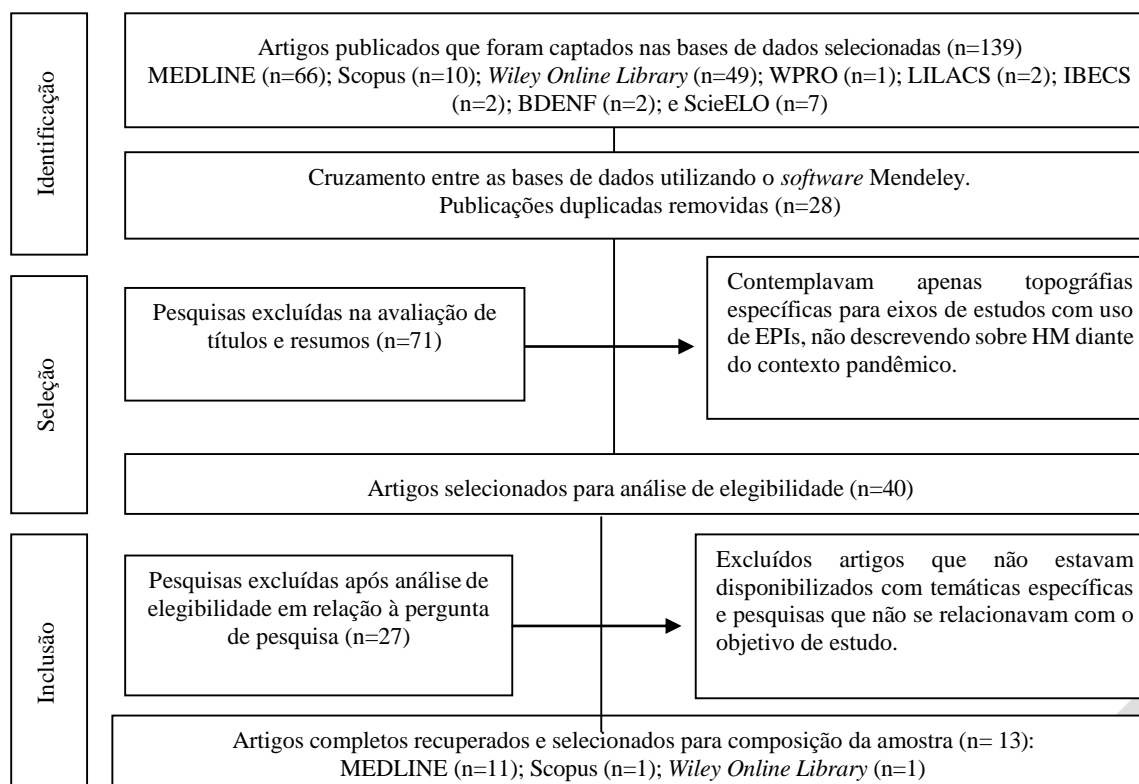 Identificação
Artigos publicados que foram captados nas bases de dados selecionadas (n=139)
MEDLINE (n=66); Scopus (n=10); Wiley Online Library (n=49); WPRO (n=1); LILACS (n=2); IBECS
(n=2); BDENF (n=2); e ScieELO (n=7)
Cruzamento entre as bases de dados utilizando o software Mendeley.
Publicações duplicadas removidas (n=28)
Seleção
Pesquisas excluídas na avaliação de
títulos e resumos (n=71)
Contemplavam apenas topográfias
específicas para eixos de estudos com uso
de EPIs, não descrevendo sobre HM diante
do contexto pandêmico.
Artigos selecionados para análise de elegibilidade (n=40)
Inclusão
Pesquisas excluídas após análise de
elegibilidade em relação à pergunta
de pesquisa (n=27)
Excluídos artigos que não estavam
disponibilizados com temáticas específicas
e pesquisas que não se relacionavam com o
objetivo de estudo.
Artigos completos recuperados e selecionados para composição da amostra (n= 13):
MEDLINE (n=11); Scopus (n=1); Wiley Online Library (n=1)